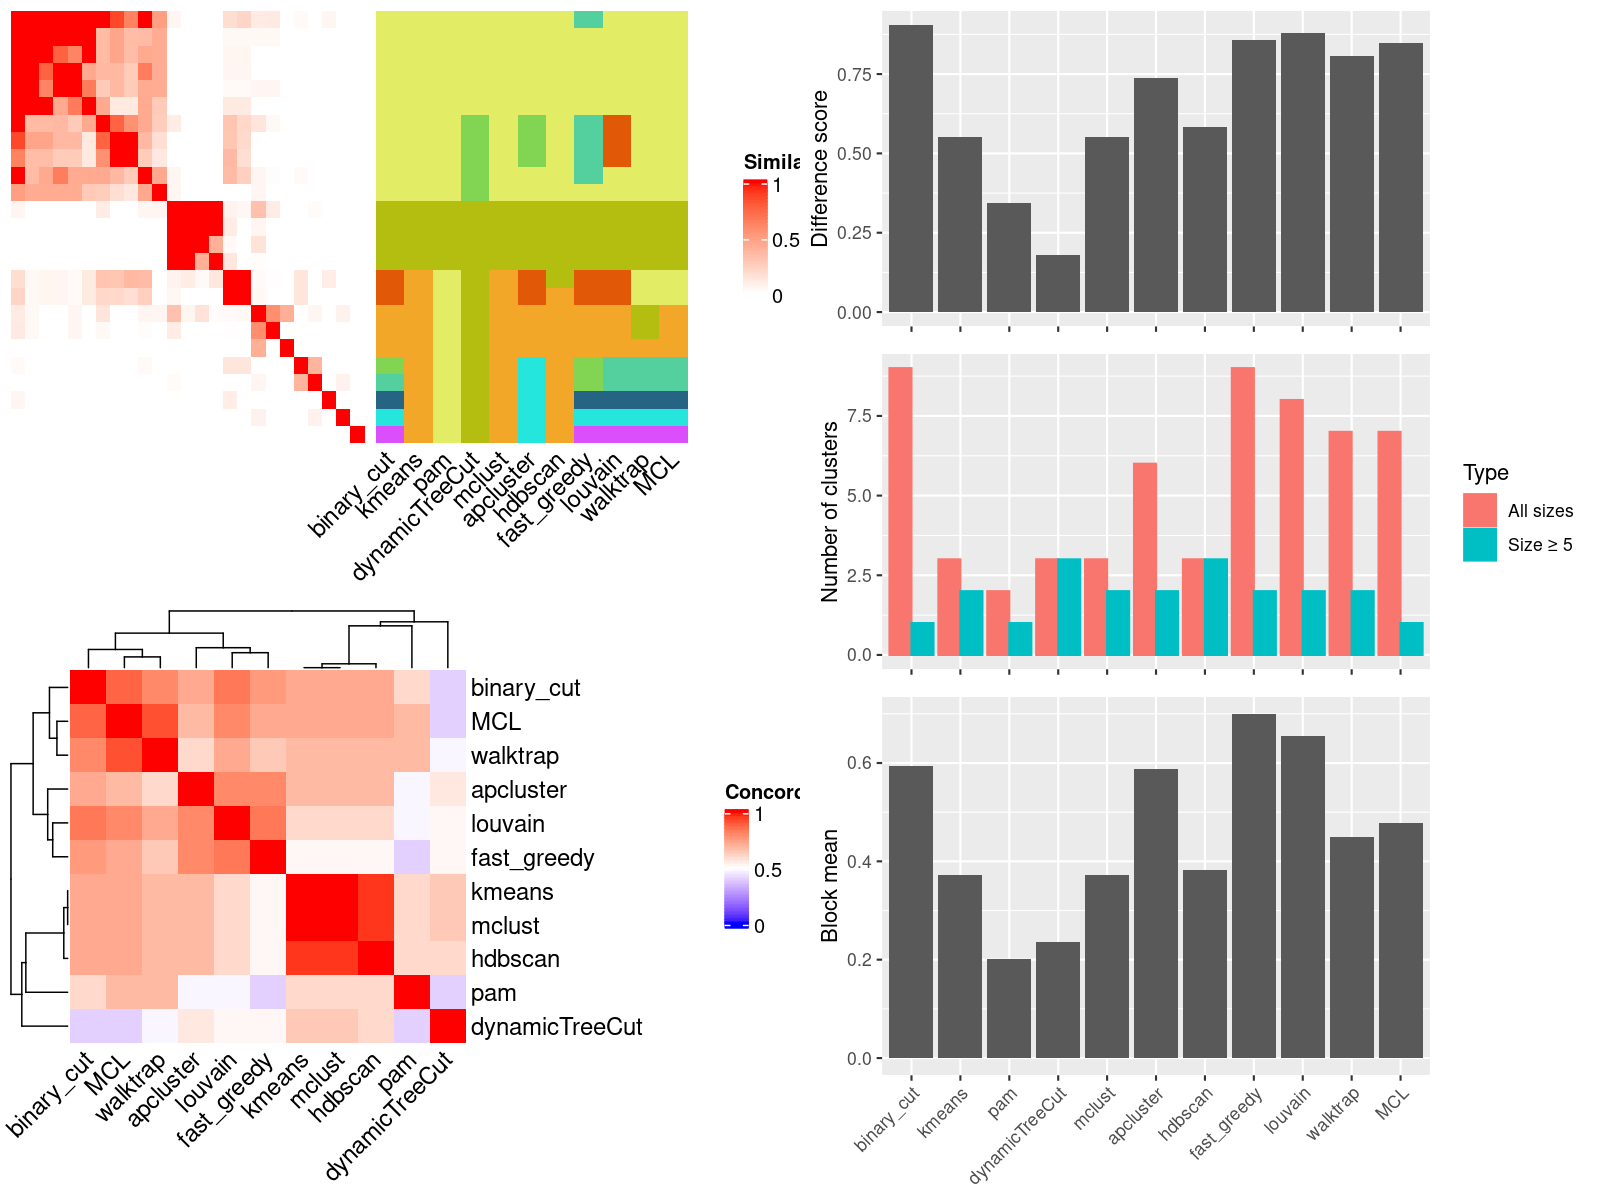 Simila
1
0.5
0
binary_cut
kmeans
pam
dynamicTreeCut
mclust
apcluster
hdbscan
fast_greedy
louvain
walktrap
MCL
binary_cut
MCL
walktrap
apcluster
louvain
fast_greedy
kmeans
mclust
hdbscan
pam
dynamicTreeCut
binary_cut
MCL
walktrap
apcluster
louvain
fast_greedy
kmeans
mclust
hdbscan
pam
dynamicTreeCut
Concord
1
0.5
0
Difference score
0.75
0.50
0.25
0.00
Number of clusters
7.5
5.0
2.5
0.0
Type
All sizes
Size ≥ 5
Block mean
0.6
0.4
0.2
0.0
binary_cut
kmeans
pam
dynamicTreeCut
mclust
apcluster
hdbscan
fast_greedy
louvain
walktrap
MCL